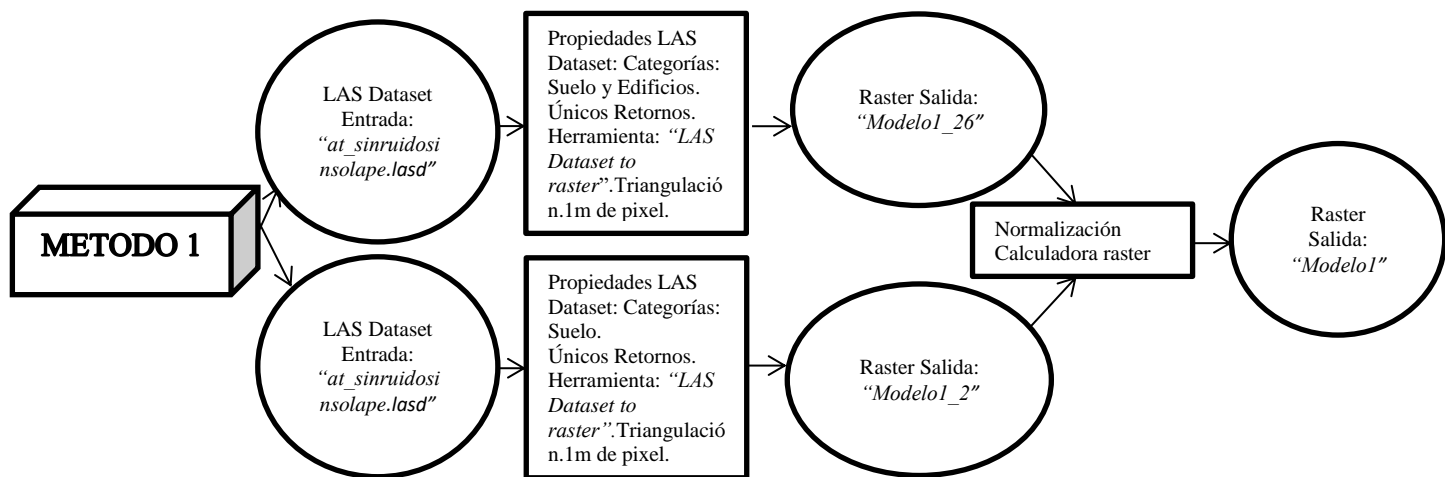 METODO 1
LAS Dataset
Entrada:
“at_sinruidosi
nsolape.lasd”
Propiedades LAS
Dataset: Categorías:
Suelo y Edificios.
Únicos Retornos.
Herramienta: “LAS
Dataset to
raster”.Triangulació
n.1m de pixel.
Raster Salida:
“Modelo1_26”
LAS Dataset
Entrada:
“at_sinruidosi
nsolape.lasd”
Propiedades LAS
Dataset: Categorías:
Suelo.
Únicos Retornos.
Herramienta: “LAS
Dataset to
raster”.Triangulació
n.1m de pixel.
Raster Salida:
“Modelo1_2”
Normalización
Calculadora raster
Raster
Salida:
“Modelo1”